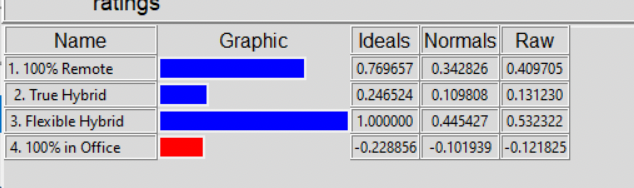 ratings
Name Graphic Ideals Normals Raw
1. 100% Remote 0.769657 0.342826 0.409705
2. True Hybrid 0.246524 0.109808 0.131230
3. Flexible Hybrid 1.000000 0.445427 0.532322
4. 100% in Office -0.228856 -0.101939 -0.121825